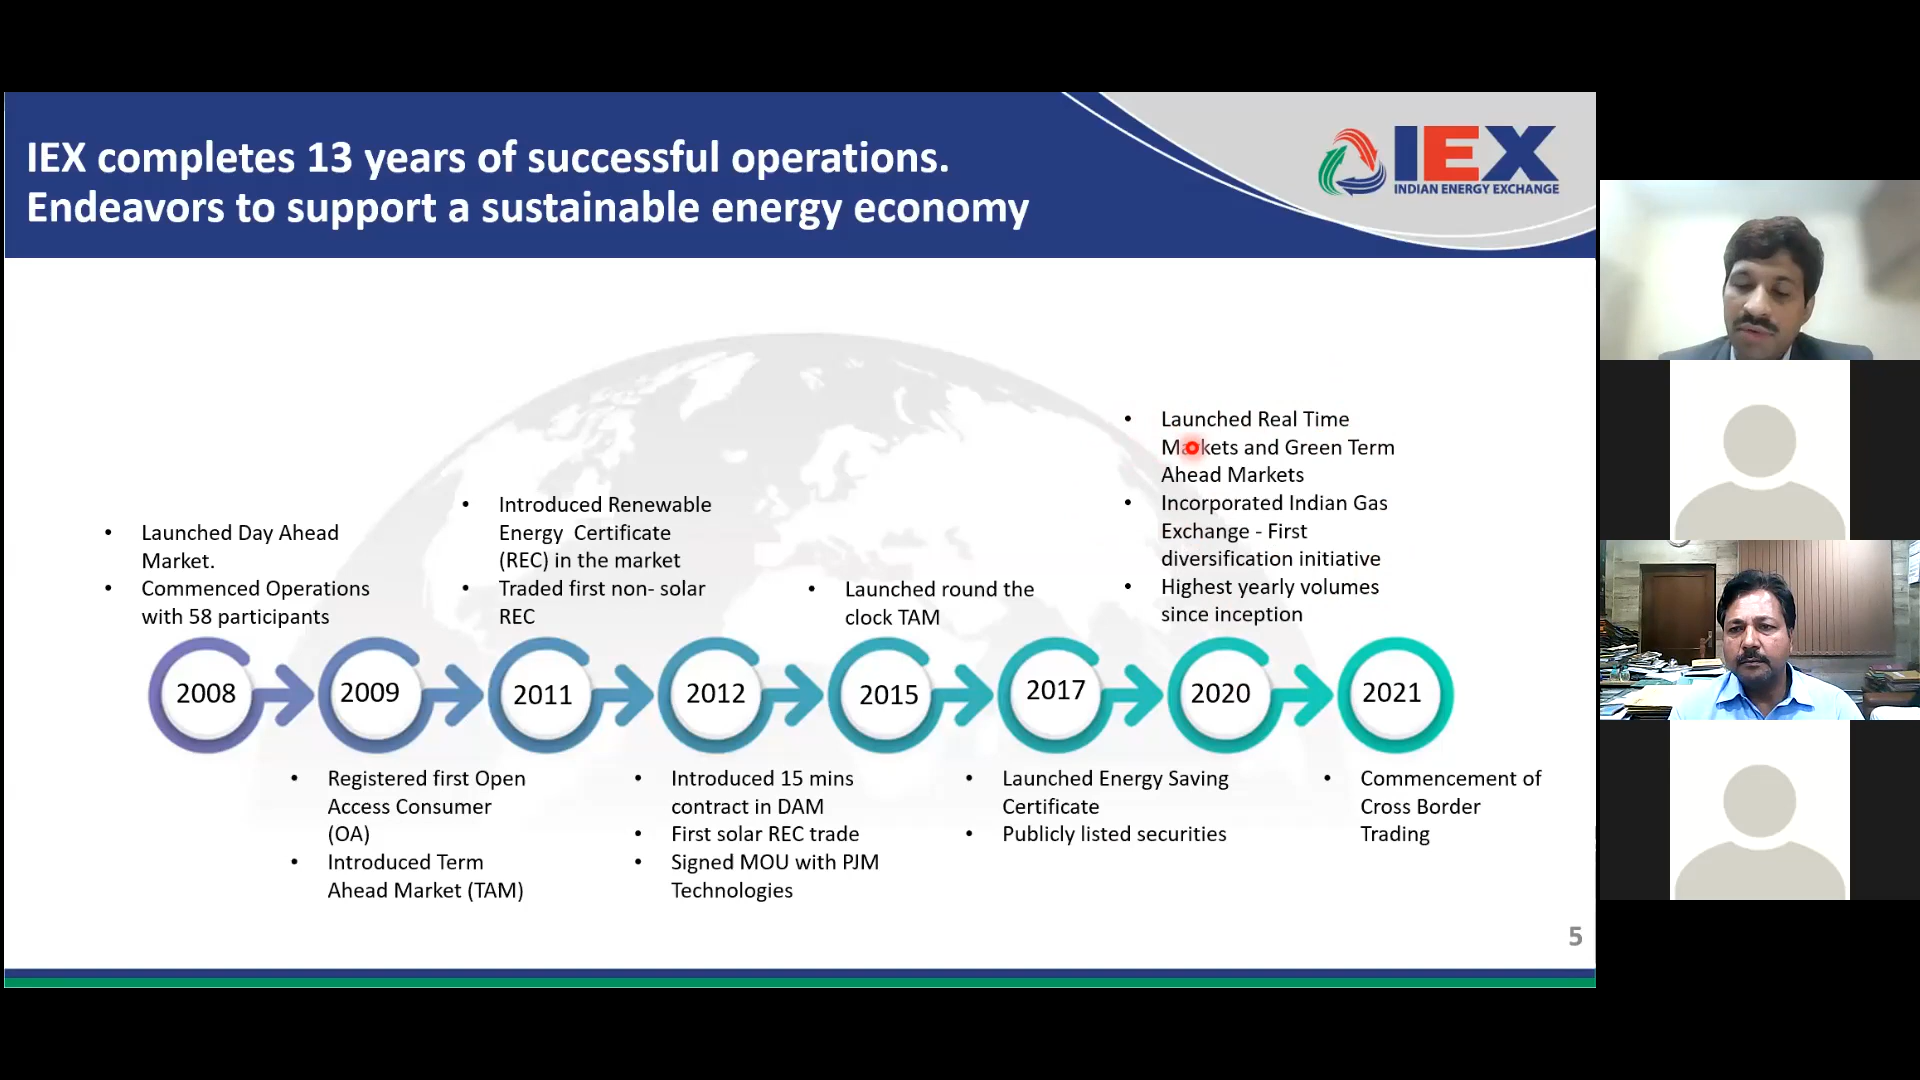 IEX completes 13 years of successful operations.
Endeavors to support a sustainable energy economy
IEX
INDIAN ENERGY EXCHANGE
• Launched Day Ahead
Market.
• Commenced Operations
with 58 participants
• Introduced Renewable
Energy Certificate
(REC) in the market
• Traded first non- solar
REC
• Launched round the
clock TAM
• Launched Real Time
Markets and Green Term
Ahead Markets
• Incorporated Indian Gas
Exchange - First
diversification initiative
• Highest yearly volumes
since inception
2008
2009
2011
2012
2015
2017
2020
2021
• Registered first Open
Access Consumer
(OA)
• Introduced Term
Ahead Market (TAM)
• Introduced 15 mins
contract in DAM
• First solar REC trade
• Signed MOU with PJM
Technologies
• Launched Energy Saving
Certificate
• Publicly listed securities
• Commencement of
Cross Border
Trading
5